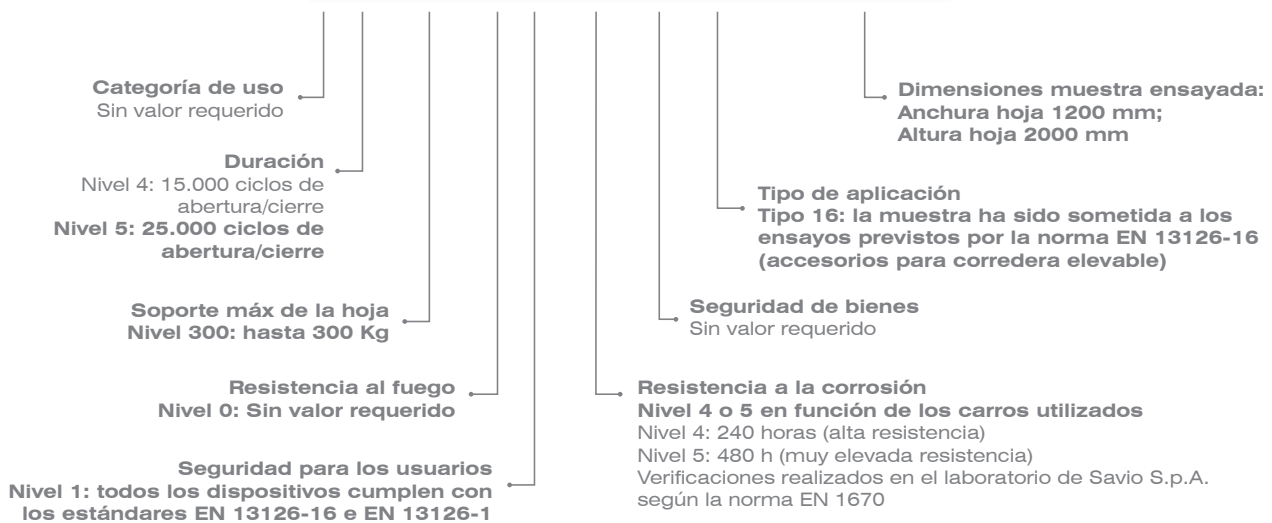 Categoría de uso
Sin valor requerido
Duración
Nivel 4: 15.000 ciclos de
abertura/cierre
Nivel 5: 25.000 ciclos de
abertura/cierre
Soporte máx de la hoja
Nivel 300: hasta 300 Kg
Resistencia al fuego
Nivel 0: Sin valor requerido
Seguridad para los usuarios
Nivel 1: todos los dispositivos cumplen con
los estándares EN 13126-16 e EN 13126-1
Dimensiones muestra ensayada:
Anchura hoja 1200 mm;
Altura hoja 2000 mm
Tipo de aplicación
Tipo 16: la muestra ha sido sometida a los
ensayos previstos por la norma EN 13126-16
(accesorios para corredera elevable)
Seguridad de bienes
Sin valor requerido
Resistencia a la corrosión
Nivel 4 o 5 en función de los carros utilizados
Nivel 4: 240 horas (alta resistencia)
Nivel 5: 480 h (muy elevada resistencia)
Verificaciones realizados en el laboratorio de Savio S.p.A.
según la norma EN 1670